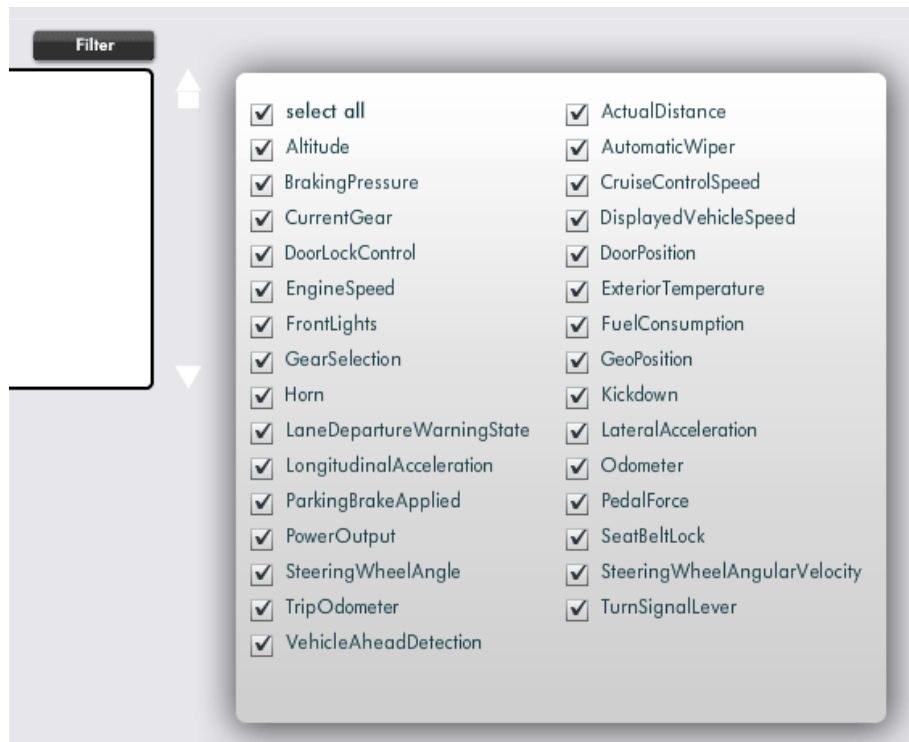 Filter
select all
ActualDistance
Altitude
AutomaticWiper
BrakingPressure
CruiseControlSpeed
CurrentGear
DisplayedVehicleSpeed
DoorLockControl
DoorPosition
EngineSpeed
ExteriorTemperature
FrontLights
FuelConsumption
GearSelection
GeoPosition
Horn
Kickdown
LaneDepartureWarningState
LateralAcceleration
LongitudinalAcceleration
Odometer
ParkingBrakeApplied
PedalForce
PowerOutput
SeatBeltLock
SteeringWheelAngle
SteeringWheelAngularVelocity
TripOdometer
TurnSignalLever
VehicleAheadDetection